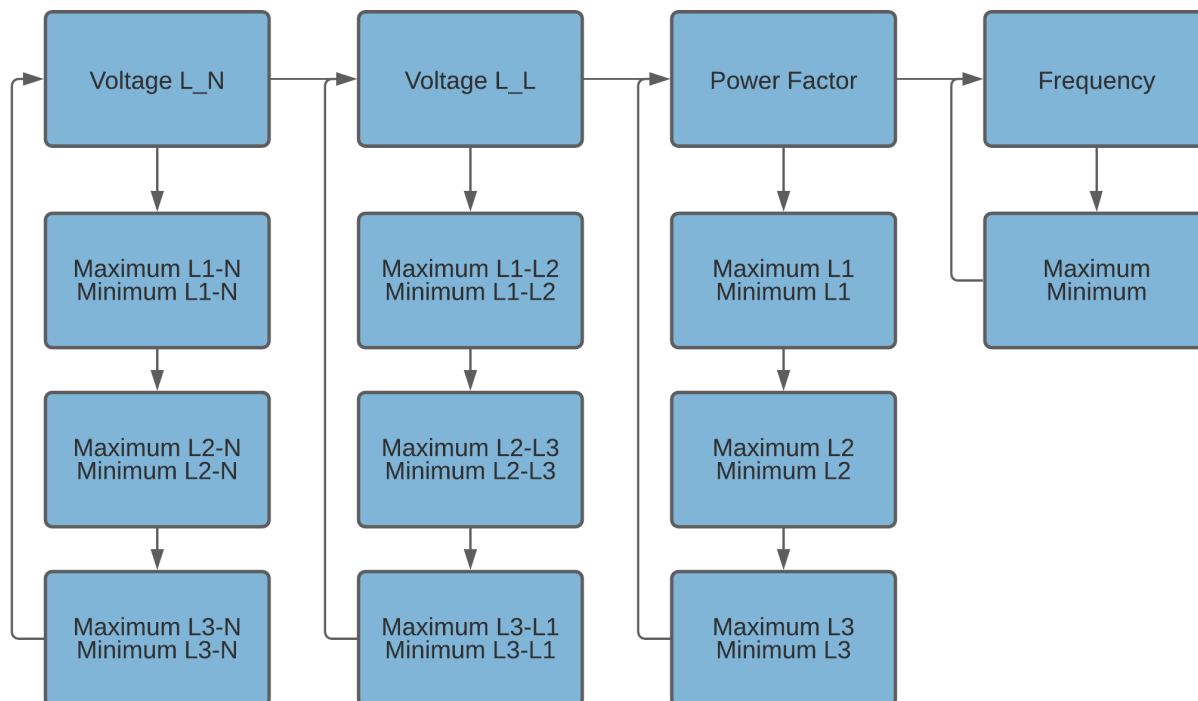 Voltage L_N
Voltage L_L
Power Factor
Frequency
Maximum L1-N
Minimum L1-N
Maximum L1-L2
Minimum L1-L2
Maximum L1
Minimum L1
Maximum
Minimum
Maximum L2-N
Minimum L2-N
Maximum L2-L3
Minimum L2-L3
Maximum L2
Minimum L2
Maximum L3-N
Minimum L3-N
Maximum L3-L1
Minimum L3-L1
Maximum L3
Minimum L3